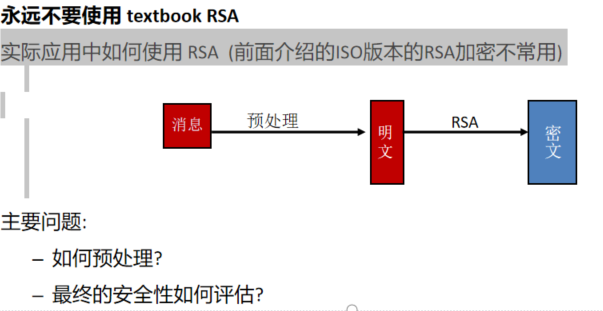 永远不要使用 textbook RSA
实际应用中如何使用 RSA (前面介绍的ISO版本的RSA加密不常用)
消息
预处理
明文
RSA
密文
主要问题:
– 如何预处理?
– 最终的安全性如何评估?